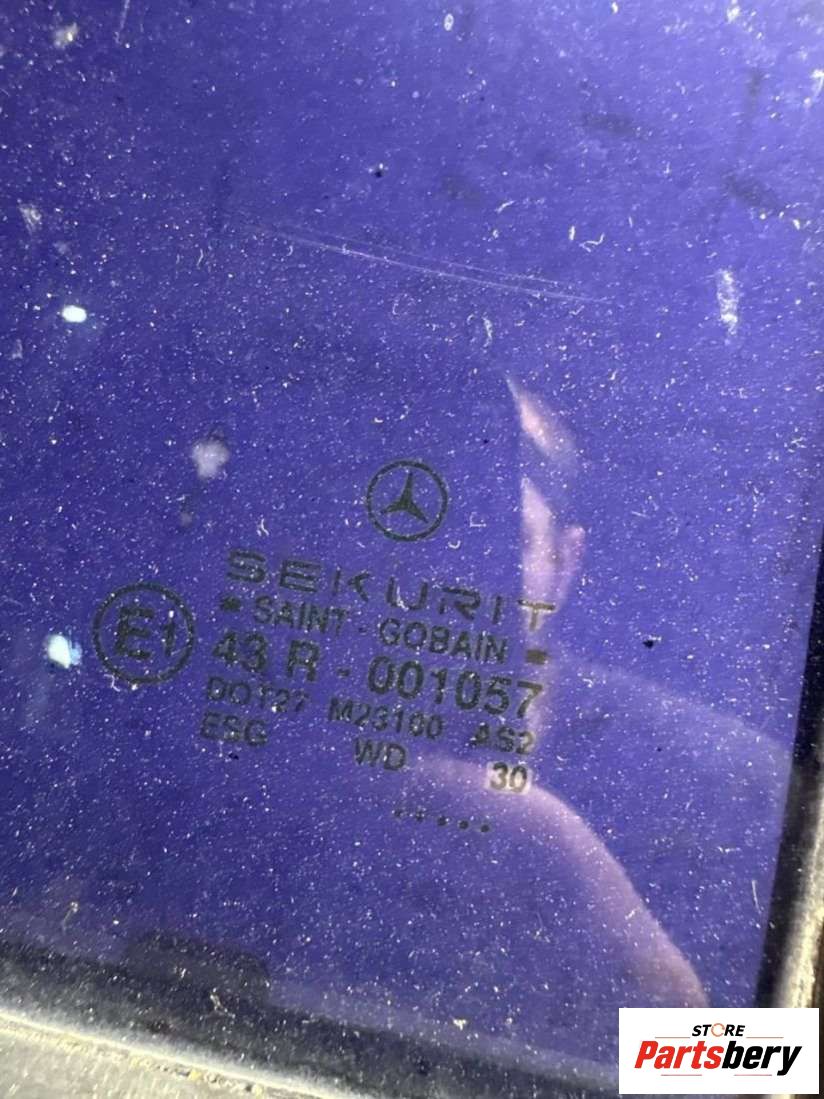 SEKURIT
SAINT - GOBAIN
E1
43 R - 001057
DOT27 M23100 AS2
ESG WD 30
STORE
Partsbery